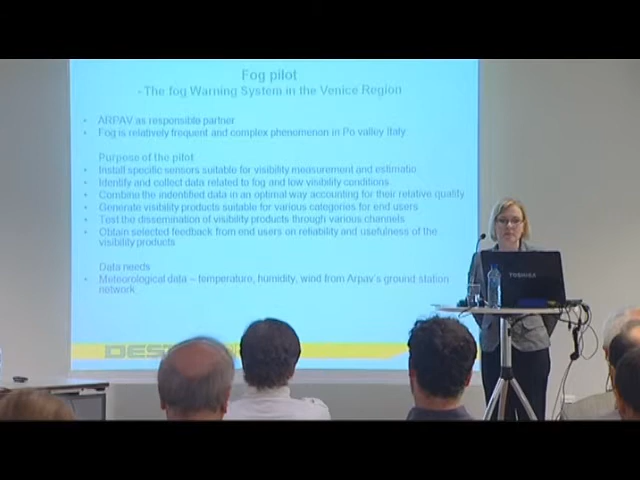 Fog pilot
- The fog Warning System in the Venice Region
• ARPAV as responsible partner
• Fog is relatively frequent and complex phenomenon in Po valley Italy
Purpose of the pilot
• Install specific sensors suitable for visibility measurement and estimatio
• Identify and collect data related to fog and low visibility conditions
• Combine the indentified data in an optimal way accounting for their relative quality
• Generate visibility products suitable for various categories for end users
• Test the dissemination of visibility products through various channels
• Obtain selected feedback from end users on reliability and usefulness of the
visibility products
Data needs
• Meteorological data – temperature, humidity, wind from Arpav's ground station
network
TOSHIBA